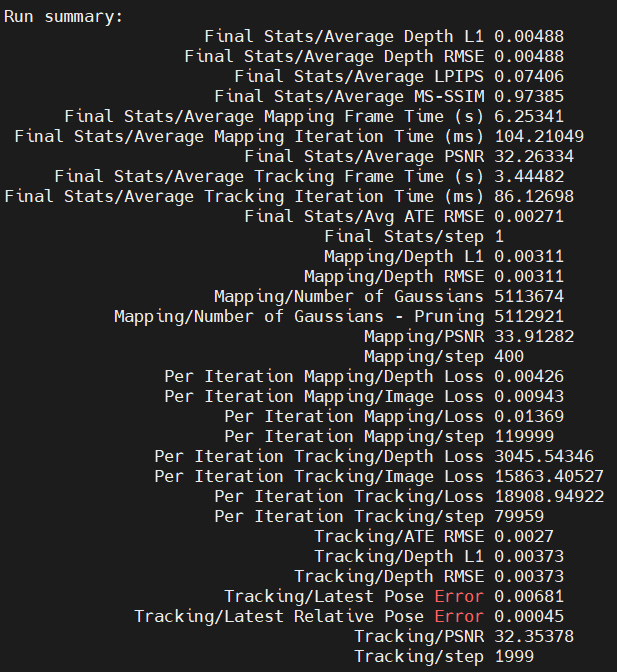 Run summary:
Final Stats/Average Depth L1 0.00488
Final Stats/Average Depth RMSE 0.00488
Final Stats/Average LPIPS 0.07406
Final Stats/Average MS-SSIM 0.97385
Final Stats/Average Mapping Frame Time (s) 6.25341
Final Stats/Average Mapping Iteration Time (ms) 104.21049
Final Stats/Average PSNR 32.26334
Final Stats/Average Tracking Frame Time (s) 3.44482
Final Stats/Average Tracking Iteration Time (ms) 86.12698
Final Stats/Avg ATE RMSE 0.00271
Final Stats/step 1
Mapping/Depth L1 0.00311
Mapping/Depth RMSE 0.00311
Mapping/Number of Gaussians 5113674
Mapping/Number of Gaussians - Pruning 5112921
Mapping/PSNR 33.91282
Mapping/step 400
Per Iteration Mapping/Depth Loss 0.00426
Per Iteration Mapping/Image Loss 0.00943
Per Iteration Mapping/Loss 0.01369
Per Iteration Mapping/step 119999
Per Iteration Tracking/Depth Loss 3045.54346
Per Iteration Tracking/Image Loss 15863.40527
Per Iteration Tracking/Loss 18908.94922
Per Iteration Tracking/step 79959
Tracking/ATE RMSE 0.0027
Tracking/Depth L1 0.00373
Tracking/Depth RMSE 0.00373
Tracking/Latest Pose Error 0.00681
Tracking/Latest Relative Pose Error 0.00045
Tracking/PSNR 32.35378
Tracking/step 1999